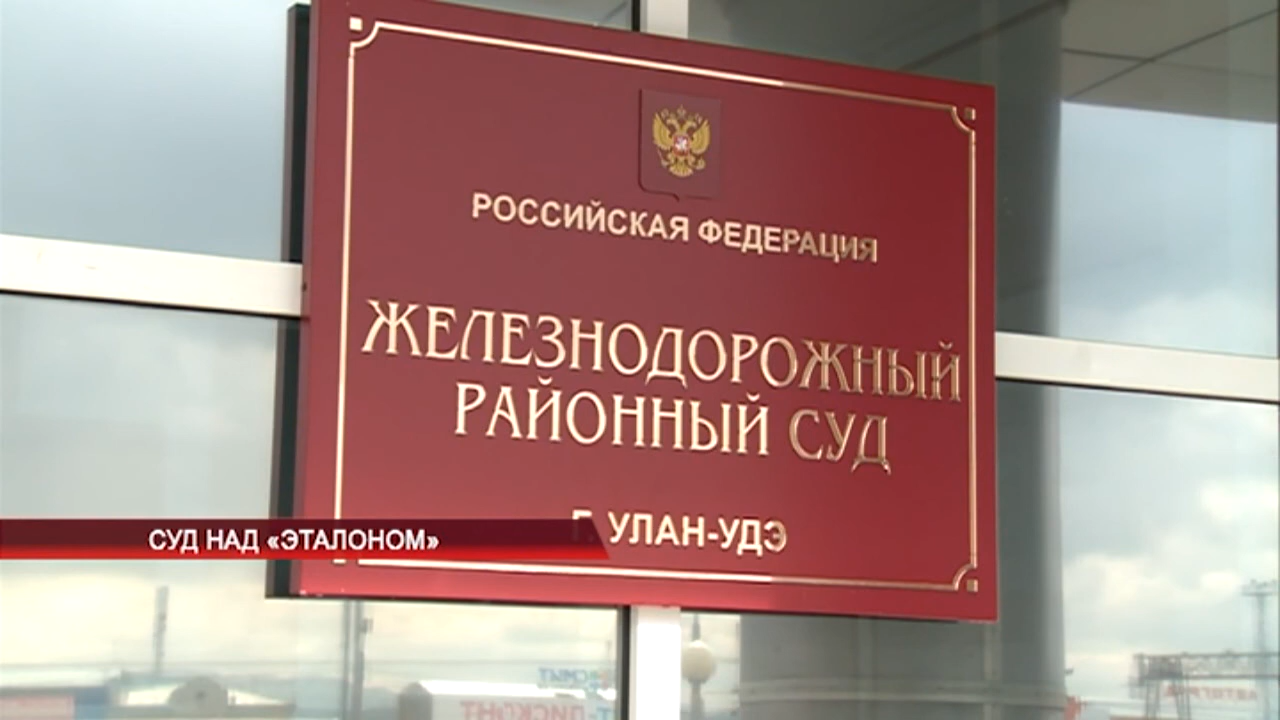 РОССИЙСКАЯ ФЕДЕРАЦИЯ
ЖЕЛЕЗНОДОРОЖНЫЙ
РАЙОННЫЙ СУД
Г. УЛАН-УДЭ
СУД НАД «ЭТАЛОНОМ»